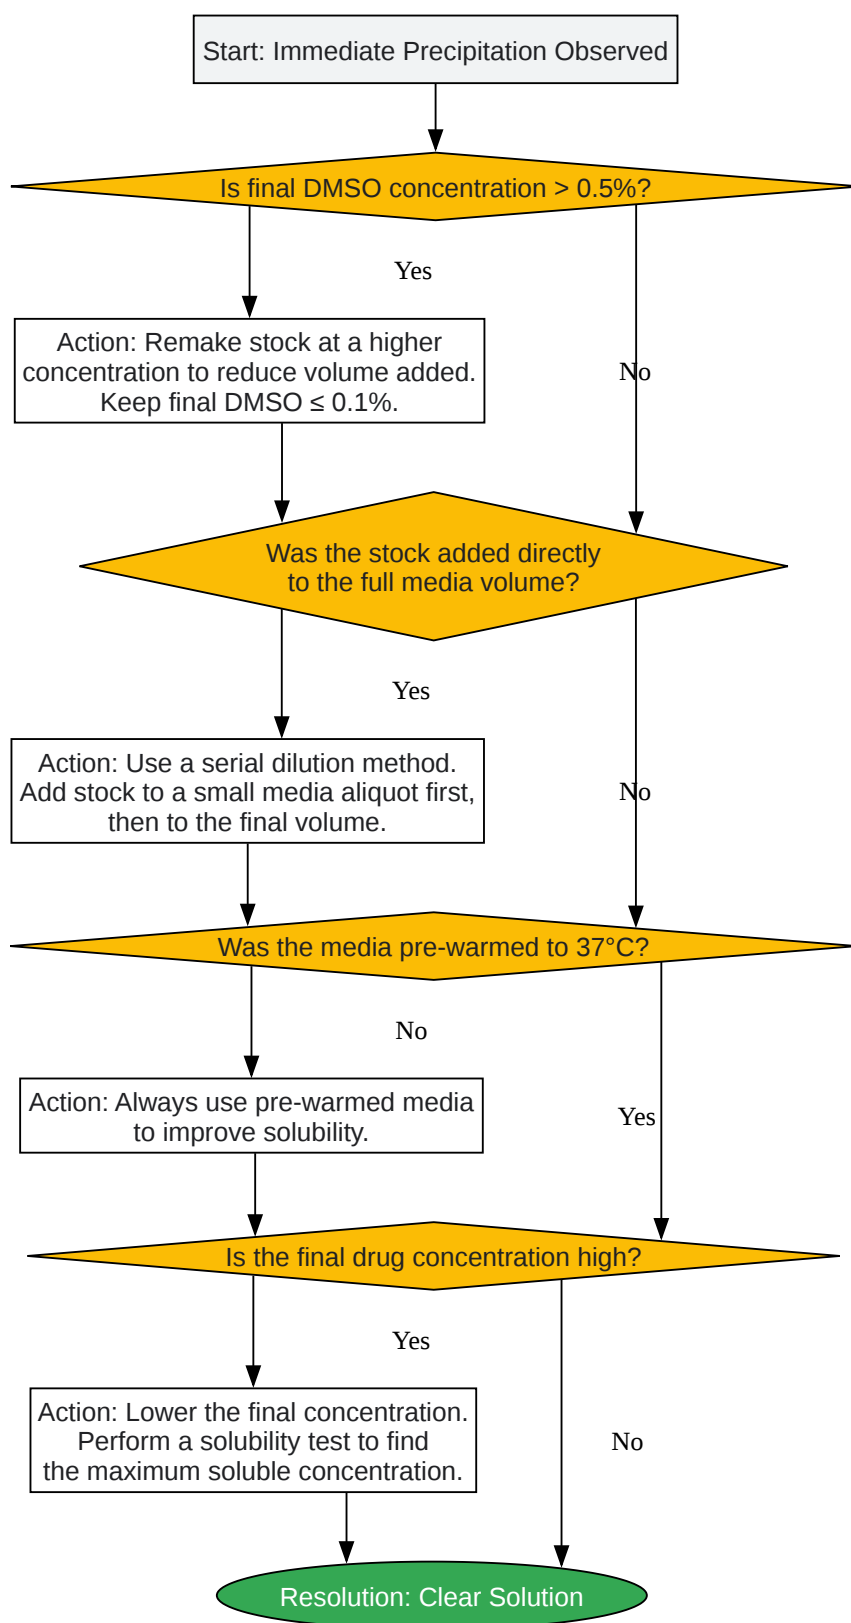 Start: Immediate Precipitation Observed
Is final DMSO concentration > 0.5%?
Yes
No
Action: Remake stock at a higher
concentration to reduce volume added.
Keep final DMSO ≤ 0.1%.
Was the stock added directly
to the full media volume?
Yes
No
Action: Use a serial dilution method.
Add stock to a small media aliquot first,
then to the final volume.
Was the media pre-warmed to 37°C?
No
Yes
Action: Always use pre-warmed media
to improve solubility.
Is the final drug concentration high?
Yes
No
Action: Lower the final concentration.
Perform a solubility test to find
the maximum soluble concentration.
Resolution: Clear Solution